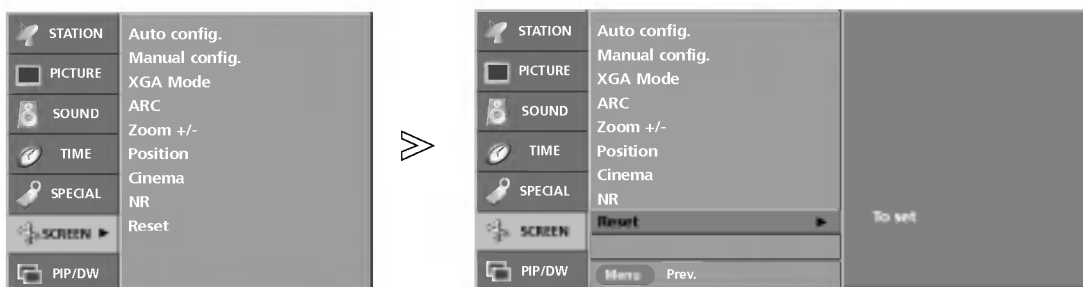 STATION
PICTURE
SOUND
TIME
SPECIAL
SCREEN
PIP/DW
Auto config.
Manual config.
XGA Mode
ARC
Zoom +/-
Position
Cinema
NR
Reset
STATION
PICTURE
SOUND
TIME
SPECIAL
SCREEN
PIP/DW
Auto config.
Manual config.
XGA Mode
ARC
Zoom +/-
Position
Cinema
NR
Reset
Menu Prev.
To set